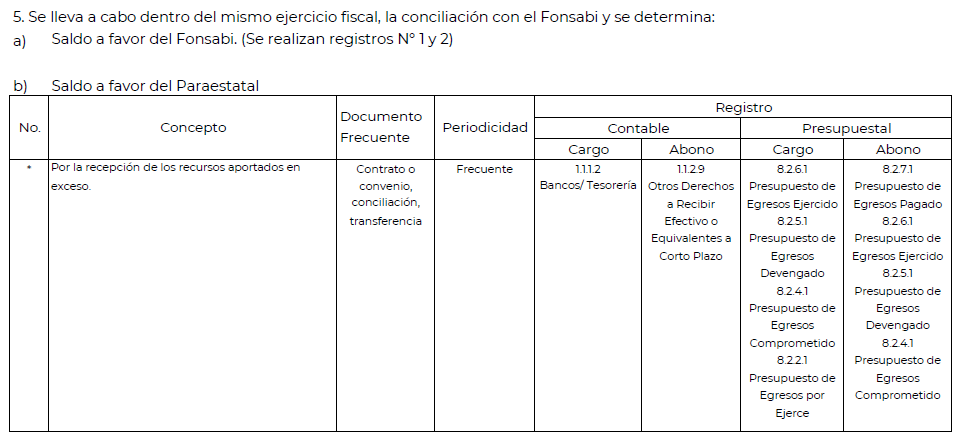 5. Se lleva a cabo dentro del mismo ejercicio fiscal, la conciliación con el Fonsabi y se determina:
a) Saldo a favor del Fonsabi. (Se realizan registros N° 1 y 2)
b) Saldo a favor del Paraestatal
No.
Concepto
Documento
Frecuente
Periodicidad
Registro
Contable
Presupuestal
Cargo
Abono
Cargo
Abono
*
Por la recepción de los recursos aportados en
exceso.
Contrato o
convenio,
conciliación,
transferencia
Frecuente
1.1.1.2
Bancos/ Tesorería
1.1.2.9
Otros Derechos
a Recibir
Efectivo o
Equivalentes a
Corto Plazo
8.2.6.1
Presupuesto de
Egresos Ejercido
8.2.5.1
Presupuesto de
Egresos
Devengado
8.2.4.1
Presupuesto de
Egresos
Comprometido
8.2.2.1
Presupuesto de
Egresos por
Ejerce
8.2.7.1
Presupuesto de
Egresos Pagado
8.2.6.1
Presupuesto de
Egresos Ejercido
8.2.5.1
Presupuesto de
Egresos
Devengado
8.2.4.1
Presupuesto de
Egresos
Comprometido